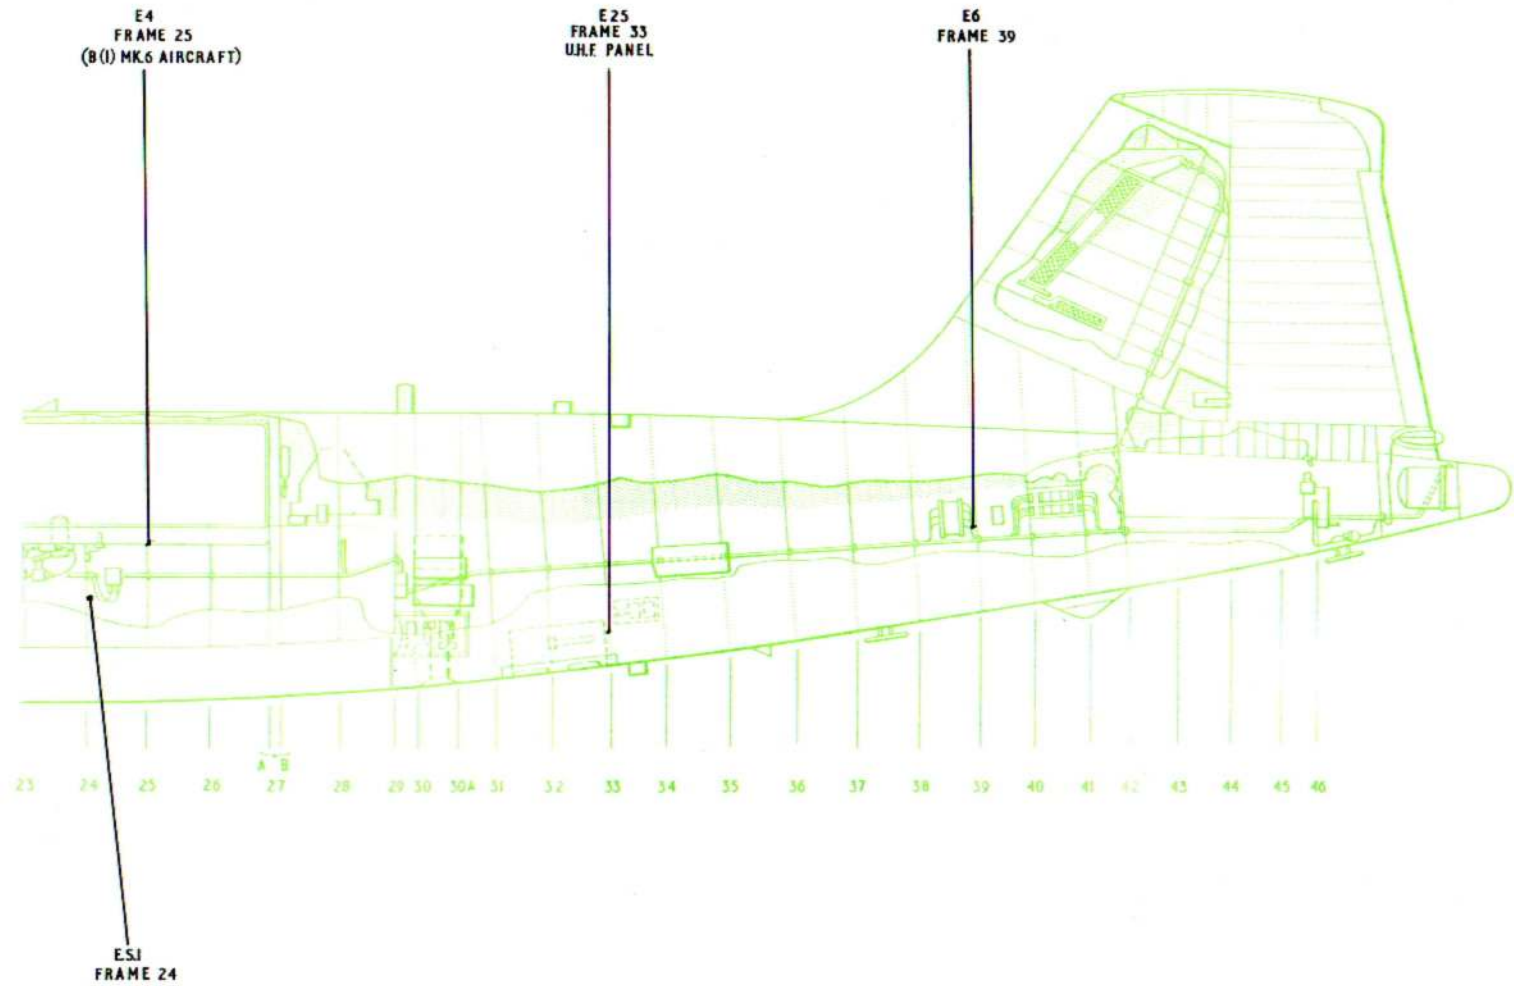 E4
FRAME 25
(B(I) MK.6 AIRCRAFT)
E25
FRAME 33
U.H.F. PANEL
E6
FRAME 39
A B
23 24 25 26 27 28 29 30 30A 31 32 33 34 35 36 37 38 39 40 41 42 43 44 45 46
E.S.I
FRAME 24